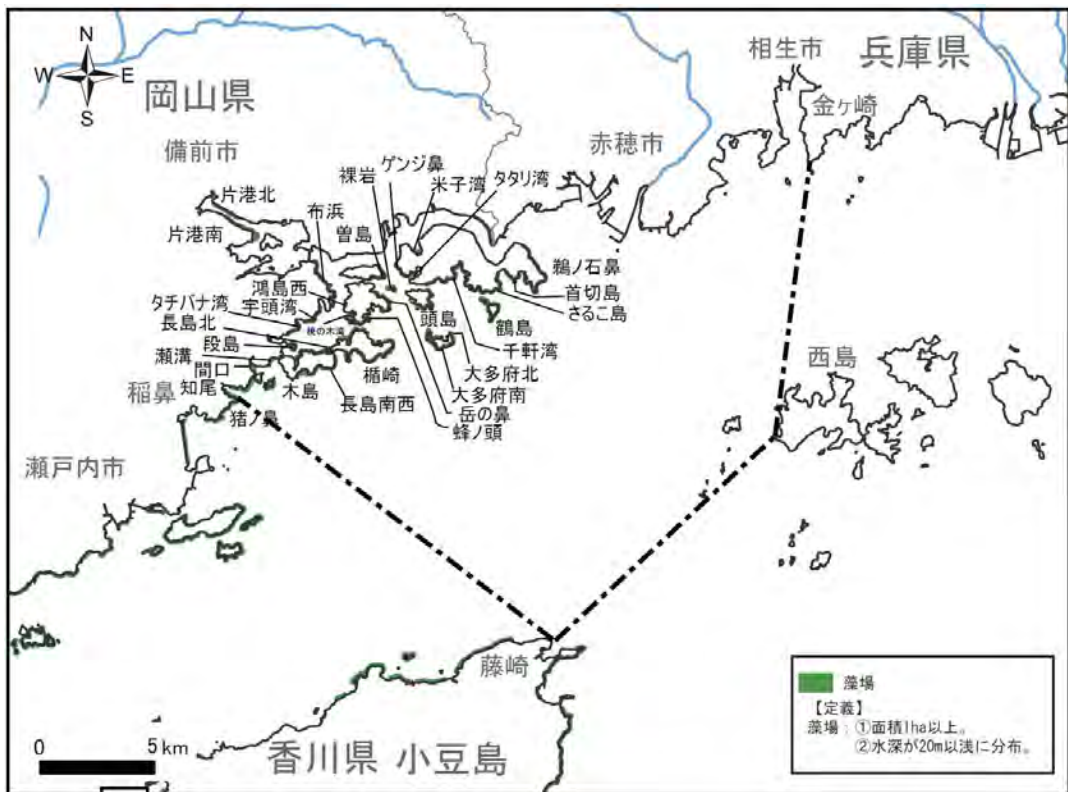 N
W E
S
岡山県
兵庫県
相生市
金ヶ崎
赤穂市
備前市
ゲンジ鼻
裸岩
米子湾
タタリ湾
片港北
布浜
曽島
片港南
鵜ノ石鼻
鴻島西
首切島
宇頭湾
さるこ島
タチバナ湾
頭島
鶴島
長島北
千軒湾
段島
大多府北
瀬溝
楯崎
西島
間口
大多府南
知尾
木島
長島南西
岳の鼻
稲鼻
猪ノ鼻
蜂ノ頭
瀬戸内市
藤崎
藻場
【定義】
藻場:①面積1ha以上。
②水深が20m以浅に分布。
0 5km
香川県 小豆島